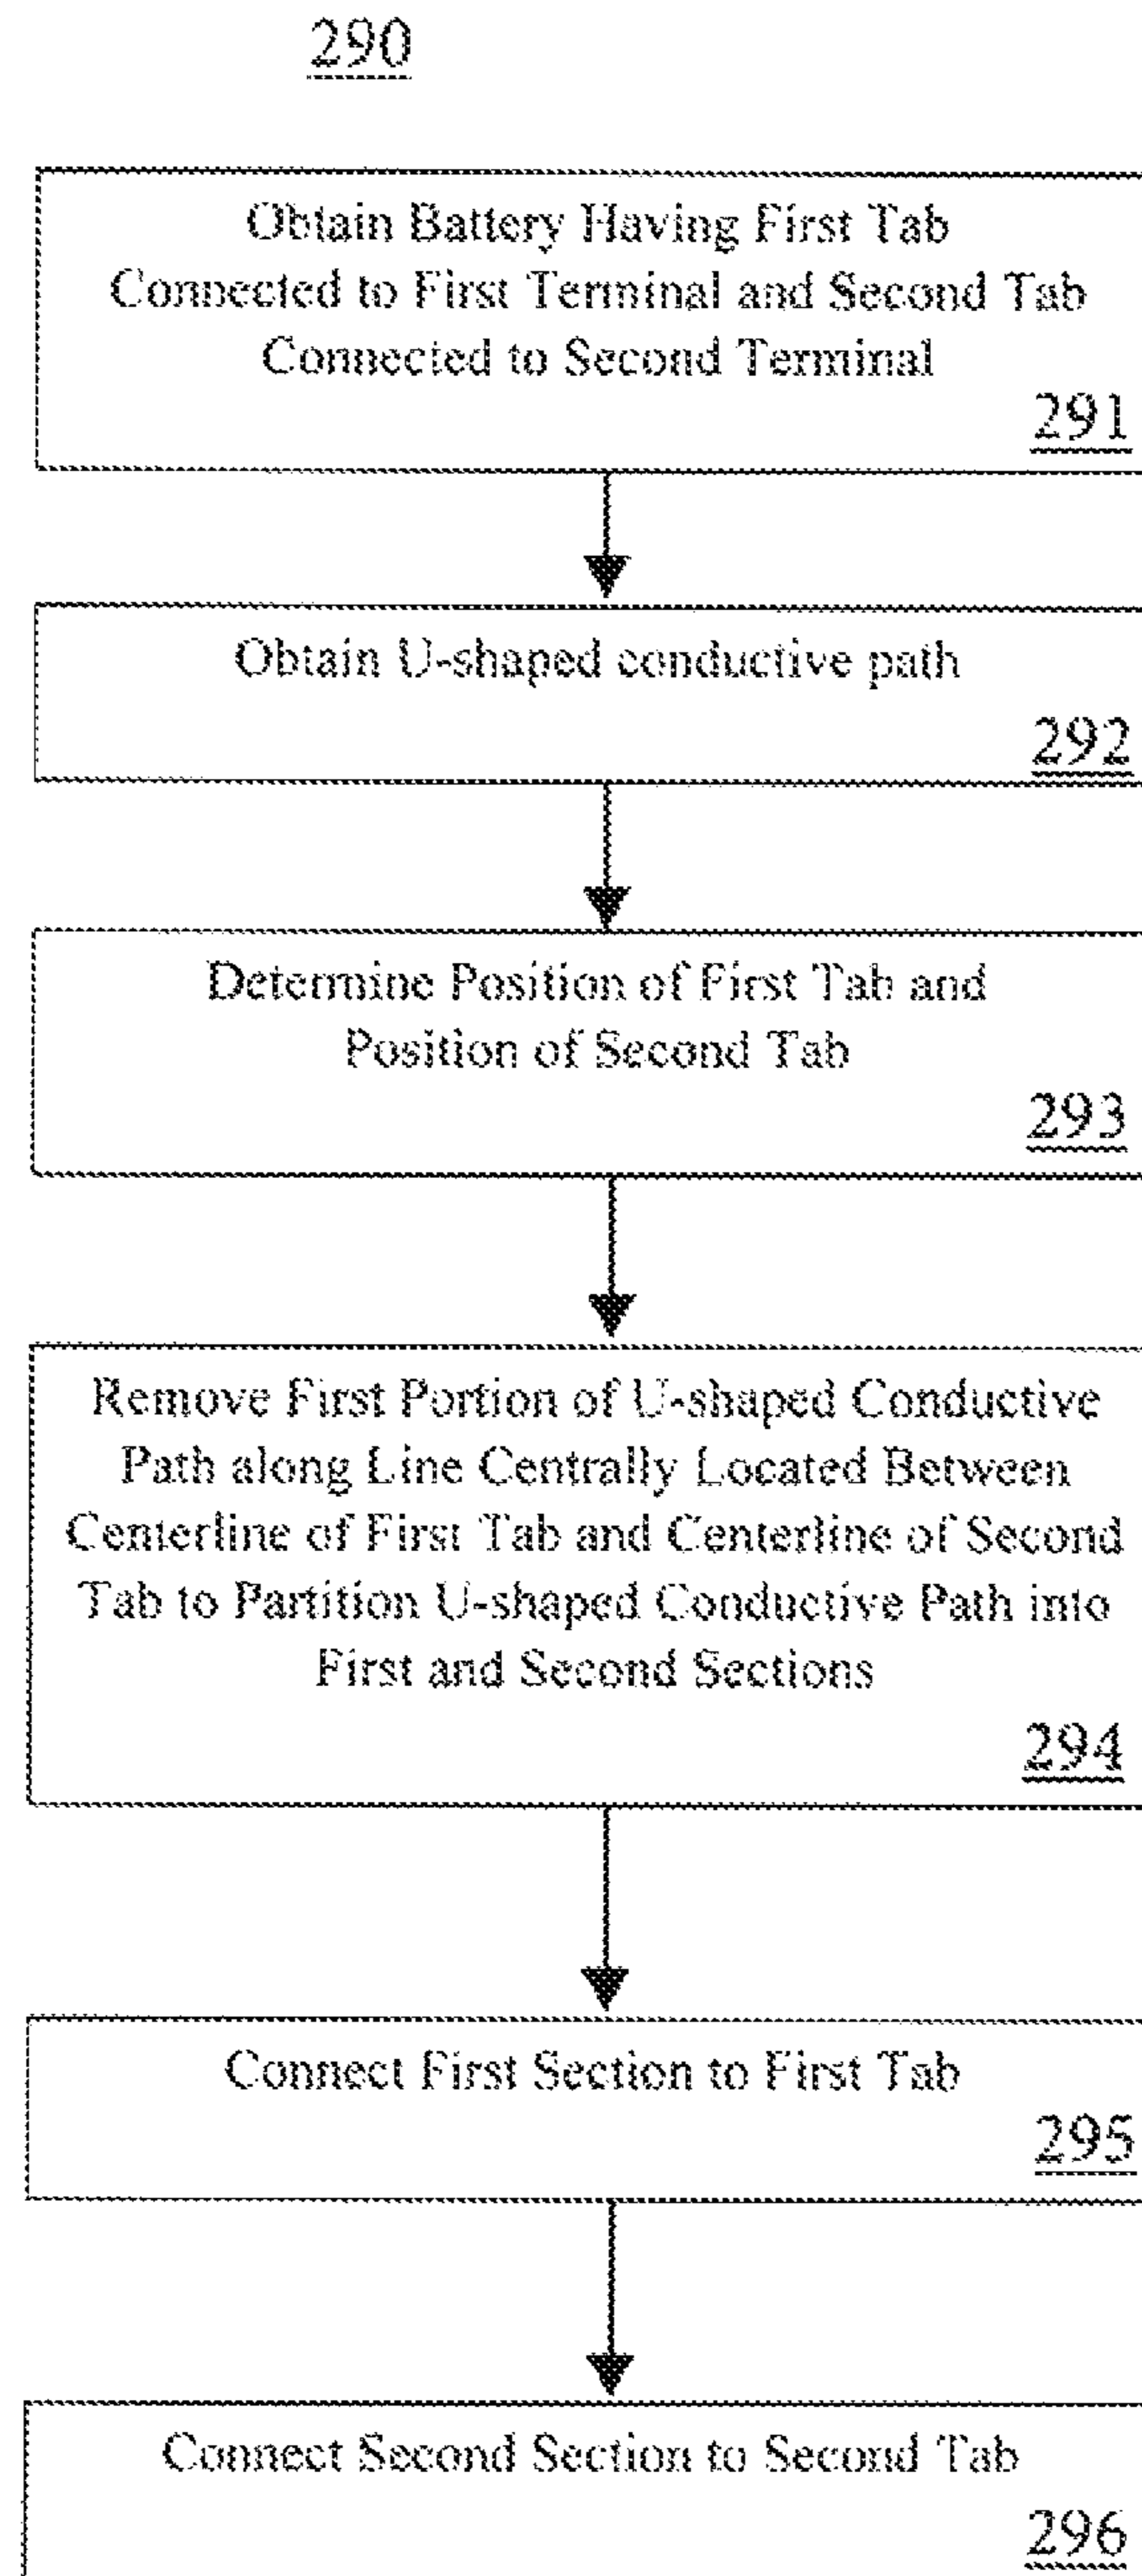 290
Obtain Battery Having First Tab
Connected to First Terminal and Second Tab
Connected to Second Terminal
291
Obtain U-shaped conductive path
292
Determine Position of First Tab and
Position of Second Tab
293
Remove First Portion of U-shaped Conductive
Path along Line Centrally Located Between
Centerline of First Tab and Centerline of Second
Tab to Partition U-shaped Conductive Path into
First and Second Sections
294
Connect First Section to First Tab
295
Connect Second Section to Second Tab
296